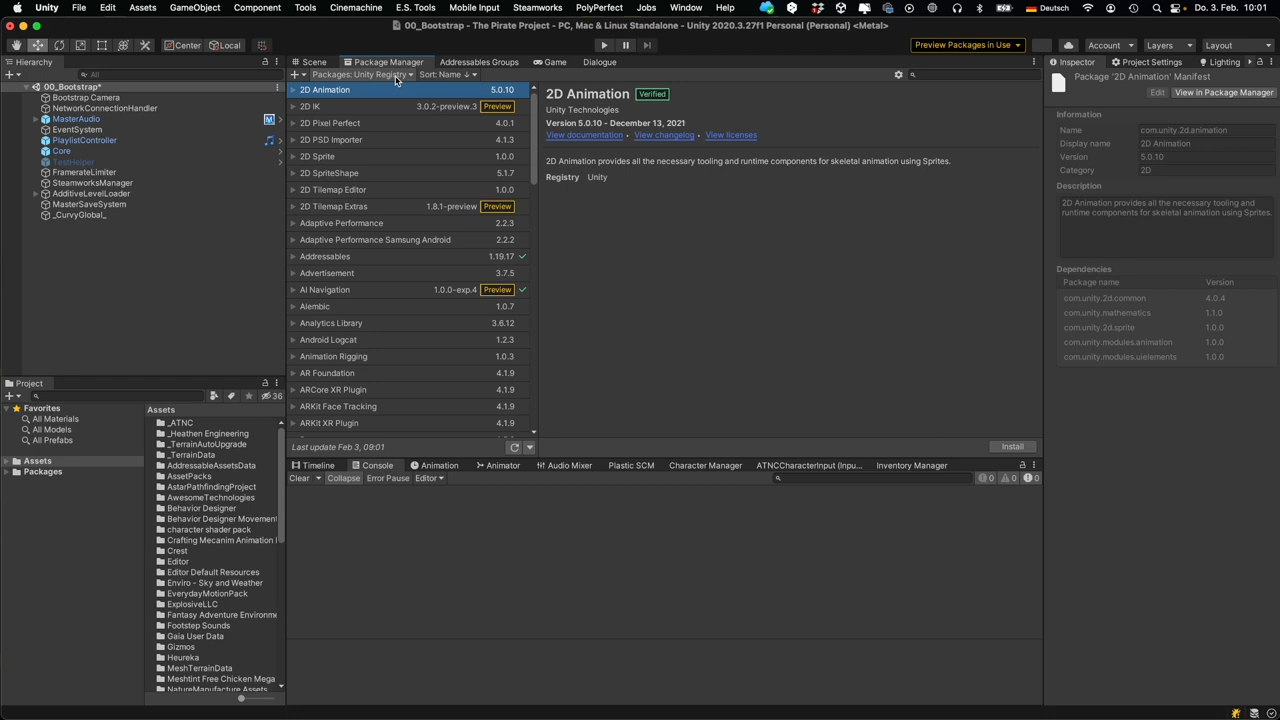 Unity File Edit Assets GameObject Component Tools Cinemachine E.S.T Mobile Input Steamworks PolyPerfect Jobs Window Help Deutsch Do. 3. Feb. 10:01
00_Bootstrap - The Pirate Project - PC, Mac & Linux Standalone - Unity 2020.3.27f1 Personal (Personal) <Metal>
Center Local Preview Packages in Use Account Layers Layout
Hierarchy
All
00_Bootstrap*
Bootstrap Camera
NetworkConnectionHandler
MasterAudio
EventSystem
PlaylistController
Core
TestHelper
FramerateLimiter
SteamworksManager
AdditiveLevelLoader
MasterSaveSystem
_CurvyGlobal_
Project
36
Favorites
All Materials
All Models
All Prefabs
Assets
Packages
Assets
_ATNC
_Heathen Engineering
_TerrainAutoUpgrade
_TerrainData
AddressableAssetsData
AssetPacks
AstarPathfindingProject
AwesomeTechnologies
Behavior Designer
Behavior Designer Movement
character shader pack
Crafting Mecanim Animation
Crest
Editor
Editor Default Resources
Enviro - Sky and Weather
EverydayMotionPack
ExplosiveLLC
Fantasy Adventure Environme
Footstep Sounds
Gaia User Data
Gizmos
Heureka
MeshTerrainData
Meshtint Free Chicken Mega
NatureManufacture Assets
Scene Package Manager Addressables Groups Game Dialogue
Packages: Unity Registry Sort: Name ↓
2D Animation 5.0.10
2D IK 3.0.2-preview.3 Preview
2D Pixel Perfect 4.0.1
2D PSD Importer 4.1.3
2D Sprite 1.0.0
2D SpriteShape 5.1.7
2D Tilemap Editor 1.0.0
2D Tilemap Extras 1.8.1-preview Preview
Adaptive Performance 2.2.3
Adaptive Performance Samsung Android 2.2.2
Addressables 1.19.17
Advertisement 3.7.5
AI Navigation 1.0.0-exp.4 Preview
Alembic 1.0.7
Analytics Library 3.6.12
Android Logcat 1.2.3
Animation Rigging 1.0.3
AR Foundation 4.1.9
ARCore XR Plugin 4.1.9
ARKit Face Tracking 4.1.9
ARKit XR Plugin 4.1.9
Last update Feb 3, 09:01
2D Animation Verified
Unity Technologies
Version 5.0.10 - December 13, 2021
View documentation • View changelog • View licenses
2D Animation provides all the necessary tooling and runtime components for skeletal animation using Sprites.
Registry Unity
Install
Timeline Console Animation Animator Audio Mixer Plastic SCM Character Manager ATNCCharacterInput (Inpu... Inventory Manager
Clear Collapse Error Pause Editor 0 0 0
Inspector Project Settings Lighting
Package '2D Animation' Manifest
Edit View in Package Manager
Information
Name com.unity.2d.animation
Display name 2D Animation
Version 5.0.10
Category 2D
Description
2D Animation provides all the necessary tooling and
runtime components for skeletal animation using Sprites.
Dependencies
Package name Version
com.unity.2d.common 4.0.4
com.unity.mathematics 1.1.0
com.unity.2d.sprite 1.0.0
com.unity.modules.animation 1.0.0
com.unity.modules.uielements 1.0.0